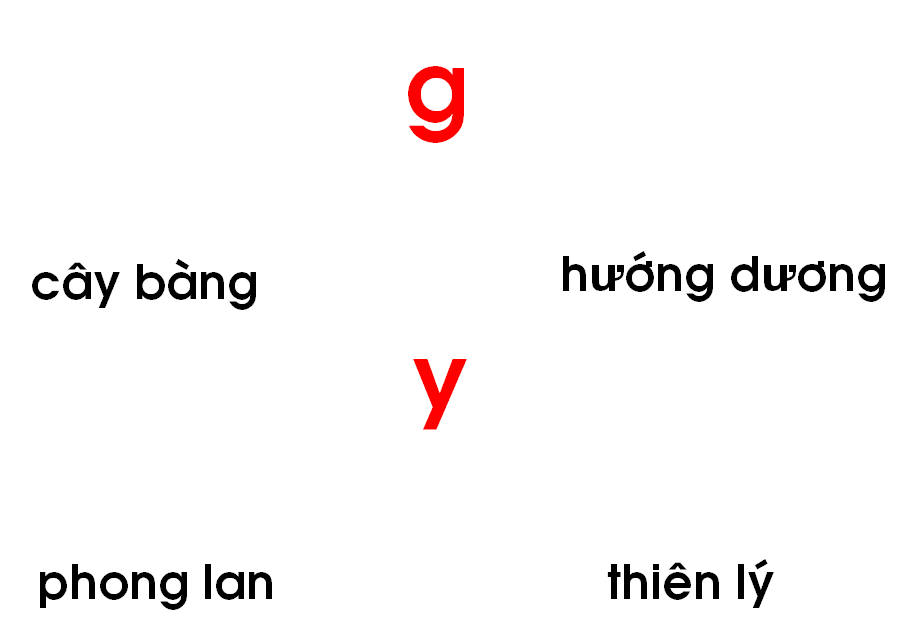 g
cây bàng
hướng dương
y
phong lan
thiên lý